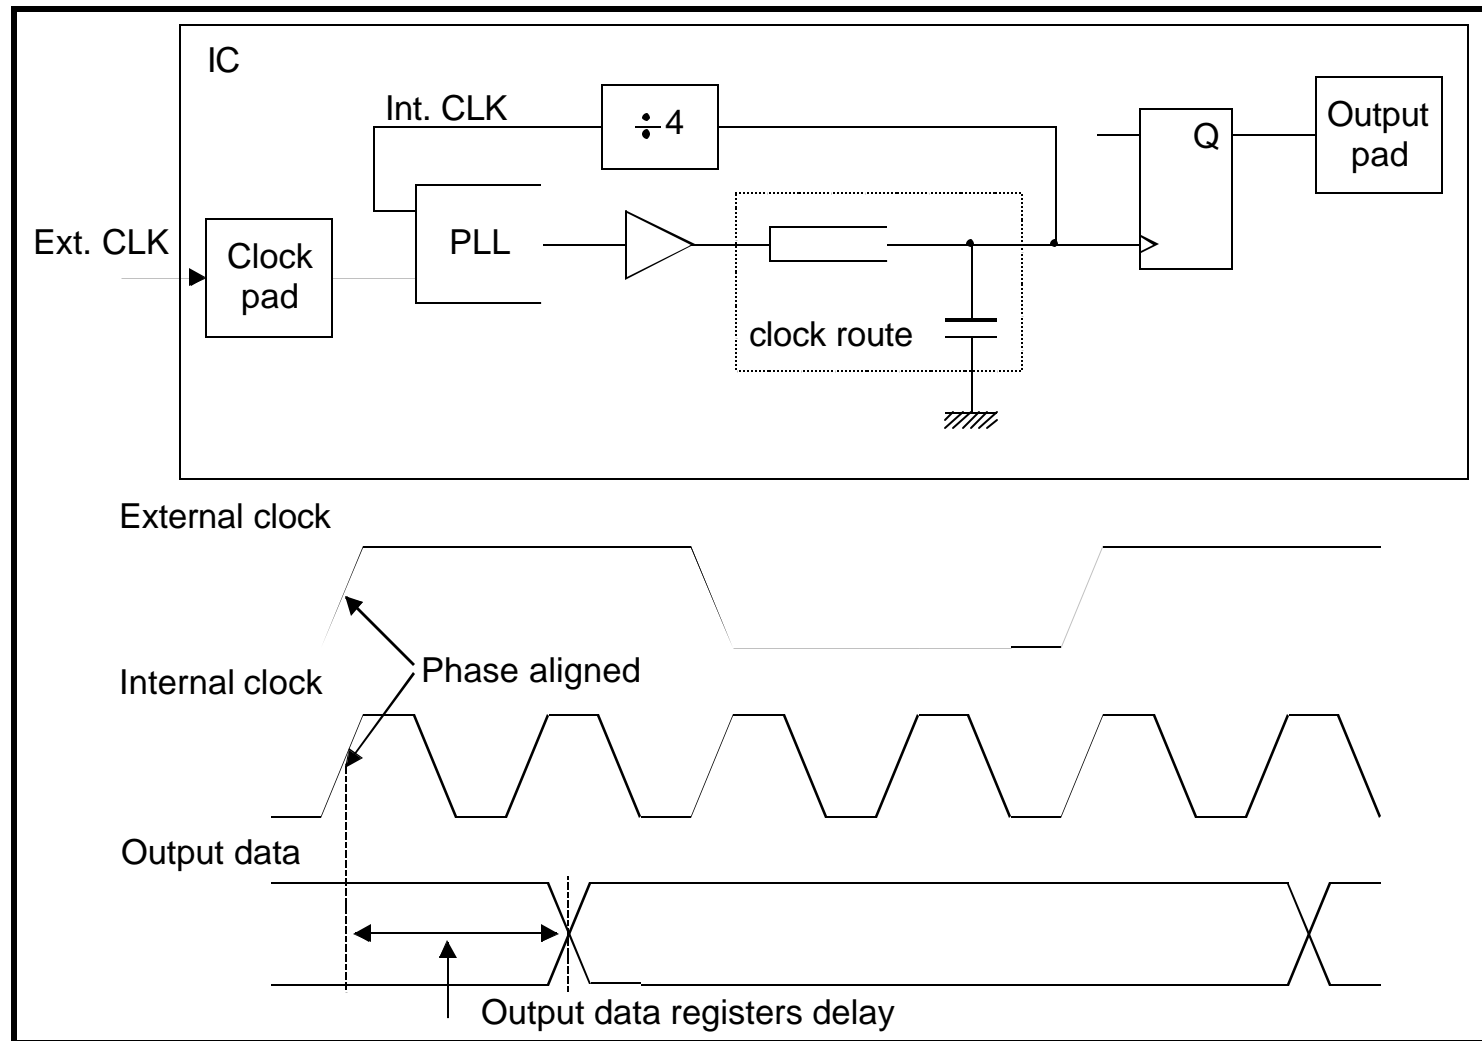 IC
Int. CLK
÷4
Q
Output
pad
Ext. CLK
Clock
pad
PLL
clock route
External clock
Phase aligned
Internal clock
Output data
Output data registers delay